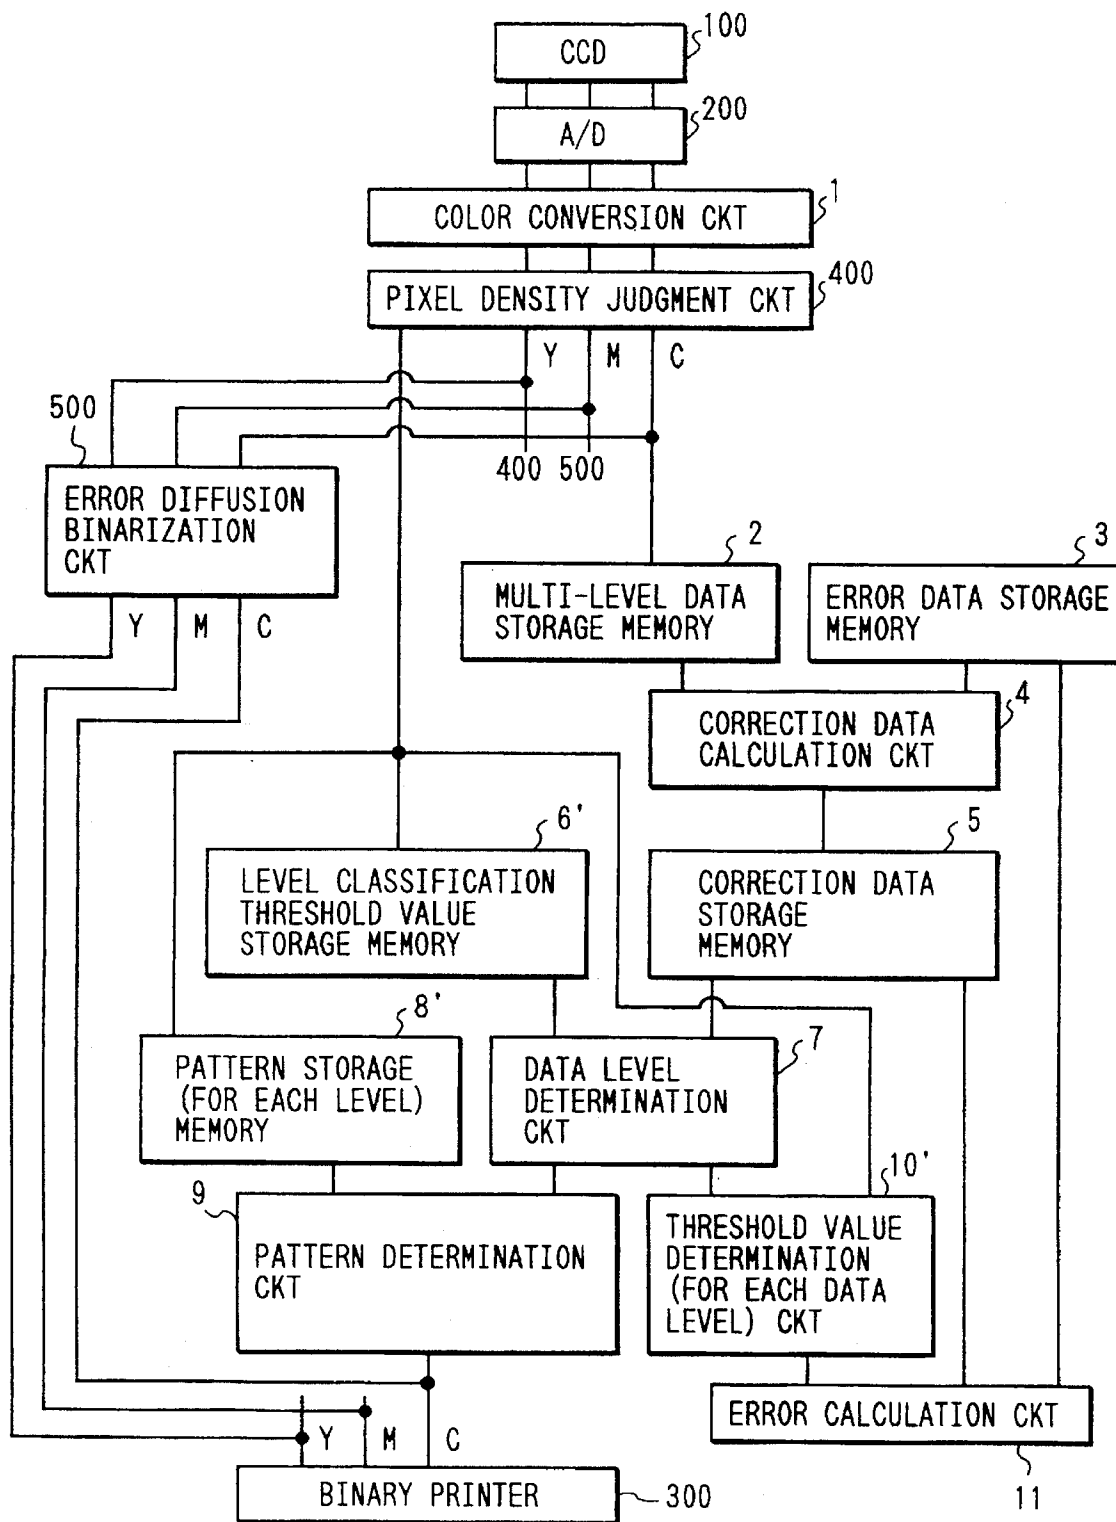 100
CCD
200
A/D
1
COLOR CONVERSION CKT
400
PIXEL DENSITY JUDGMENT CKT
Y M C
500
400 500
ERROR DIFFUSION
BINARIZATION
CKT
Y M C
2
MULTI-LEVEL DATA
STORAGE MEMORY
3
ERROR DATA STORAGE
MEMORY
4
CORRECTION DATA
CALCULATION CKT
6'
LEVEL CLASSIFICATION
THRESHOLD VALUE
STORAGE MEMORY
5
CORRECTION DATA
STORAGE
MEMORY
8'
PATTERN STORAGE
(FOR EACH LEVEL)
MEMORY
7
DATA LEVEL
DETERMINATION
CKT
9
PATTERN DETERMINATION
CKT
10'
THRESHOLD VALUE
DETERMINATION
(FOR EACH DATA
LEVEL) CKT
ERROR CALCULATION CKT
11
Y M C
BINARY PRINTER
300